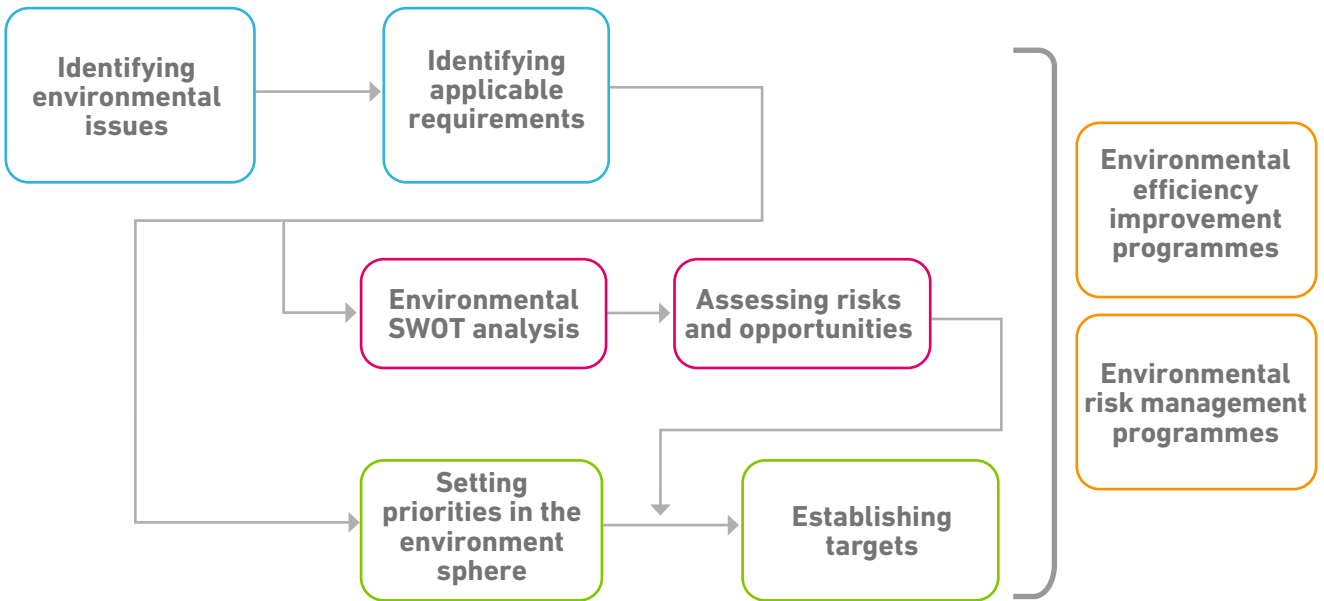 Identifying
environmental
issues
Identifying
applicable
requirements
Environmental
SWOT analysis
Assessing risks
and opportunities
Setting
priorities in the
environment
sphere
Establishing
targets
Environmental
efficiency
improvement
programmes
Environmental
risk management
programmes